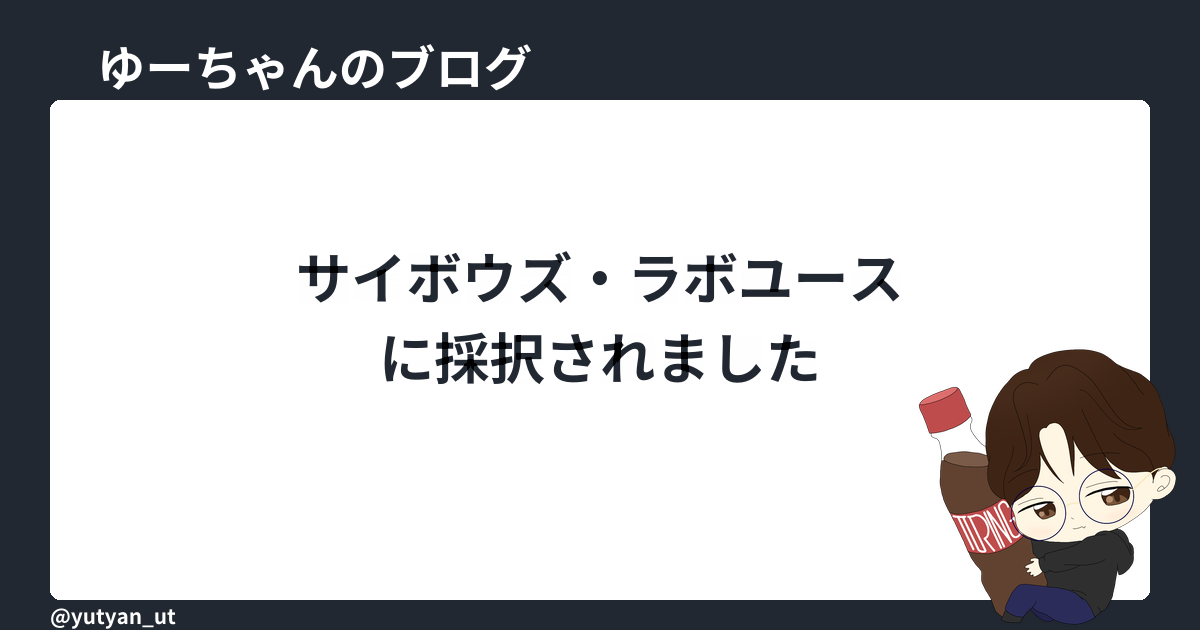 ゆーちゃんのブログ
サイボウズ・ラボユース
に採択されました
TURING
@yutyan_ut